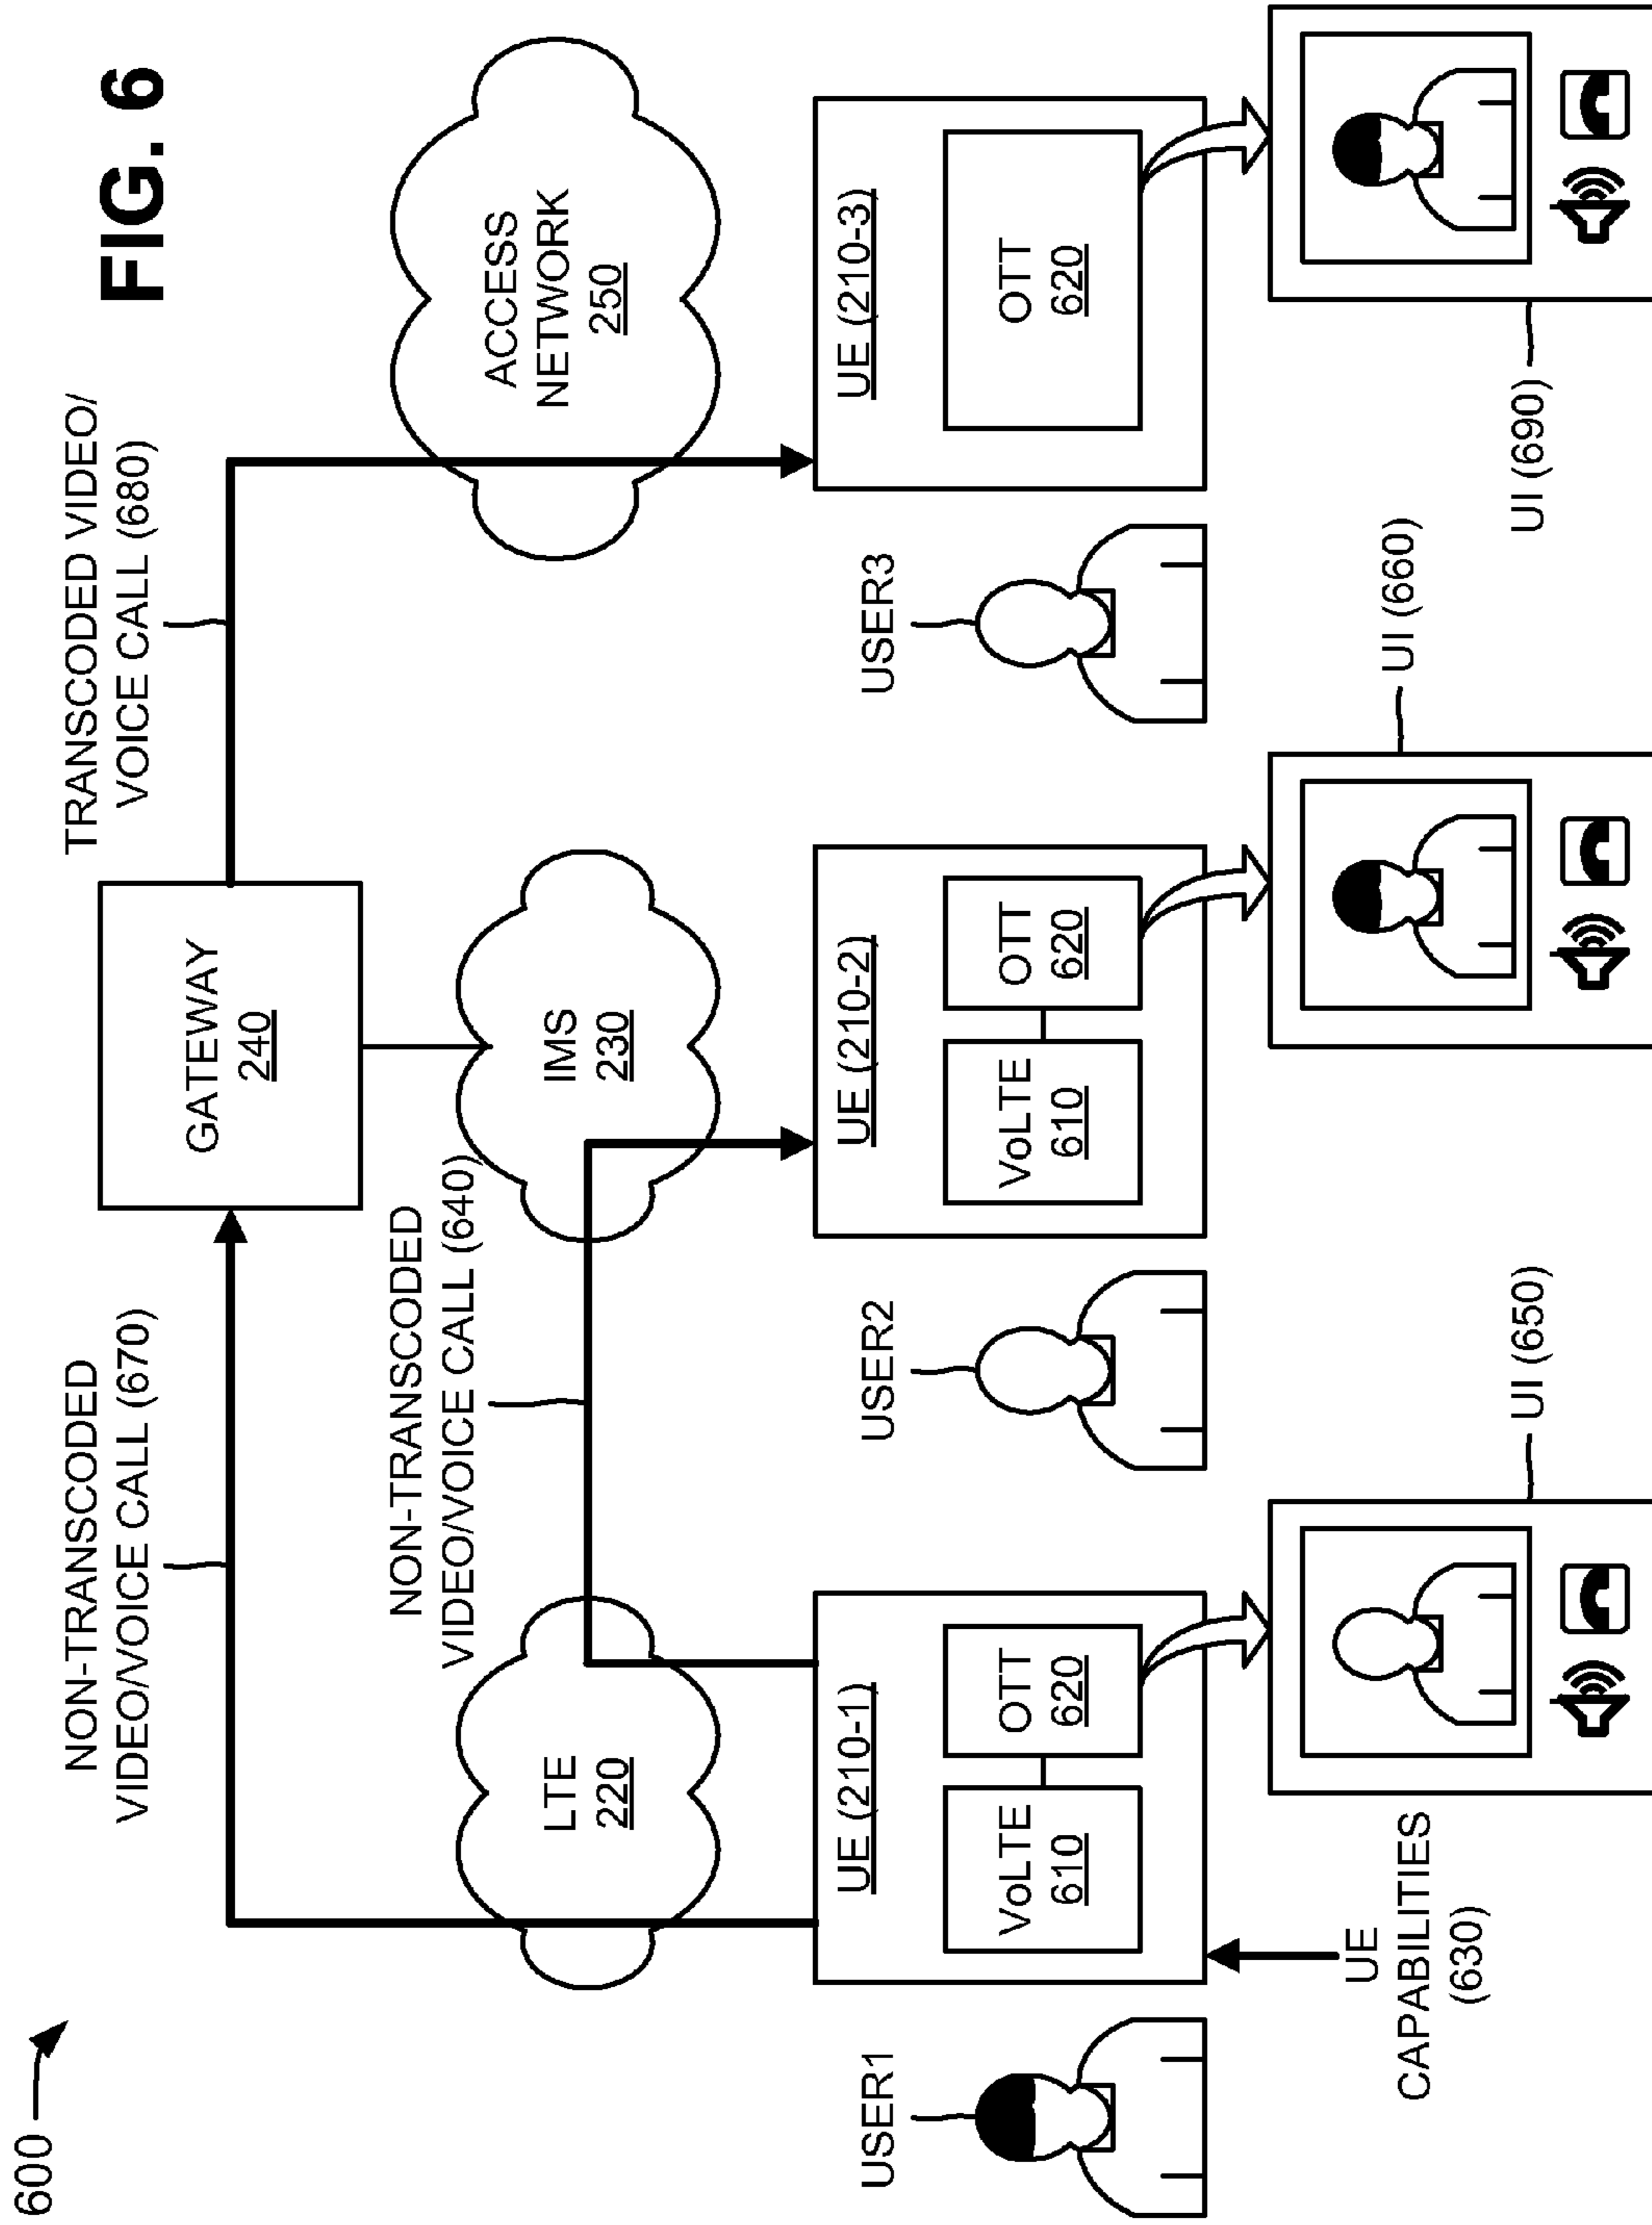 600
FIG. 6
NON-TRANSCODED
VIDEO/VOICE CALL (670)
GATEWAY
240
TRANSCODED VIDEO/
VOICE CALL (680)
NON-TRANSCODED
VIDEO/VOICE CALL (640)
LTE
220
IMS
230
ACCESS
NETWORK
250
USER1
UE (210-1)
VoLTE
610
OTT
620
USER2
UE (210-2)
VoLTE
610
OTT
620
USER3
UE (210-3)
OTT
620
UE
CAPABILITIES
(630)
UI (650)
UI (660)
UI (690)